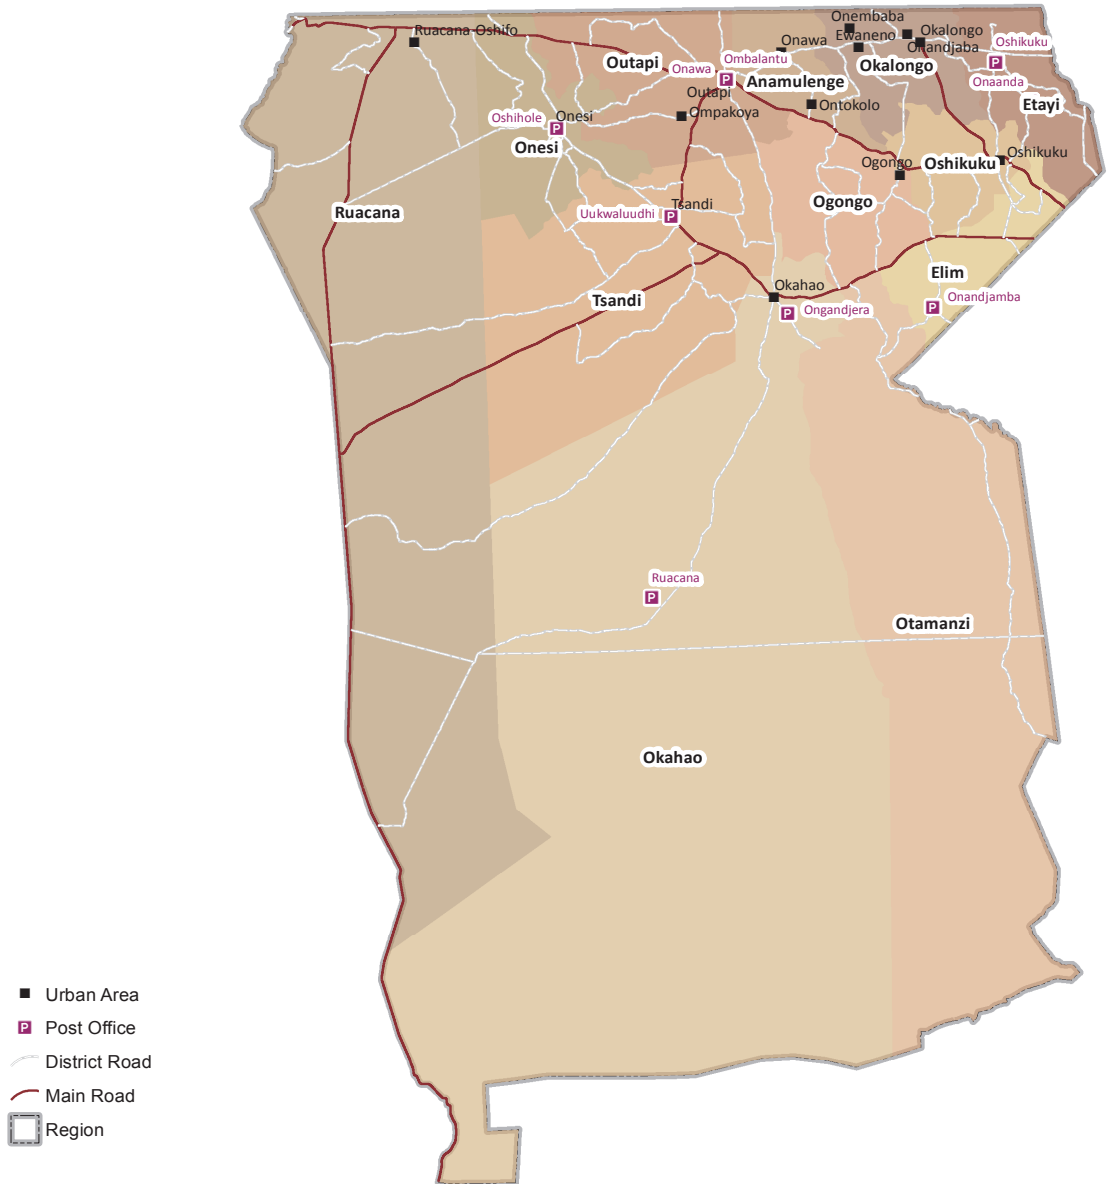 Onembaba
Ruacana-Oshifo
Okalongo
Ewaneno
Onawa
Onandjaba
Oshikuku
Outapi
Ombalantu
Okalongo
Onawa
Anamulenge
P
P
Onaanda
Outapi
Etayi
Ontokolo
Ompakoya
Oshihole
Onesi
P
Onesi
Oshikuku
Ogongo
Oshikuku
Ruacana
Uukwaluudhi
Tsandi
P
Ogongo
Elim
Okahao
Tsandi
Onandjamba
P
Ongandjera
P
Ruacana
P
Otamanzi
Okahao
Urban Area
P
Post Office
District Road
Main Road
Region